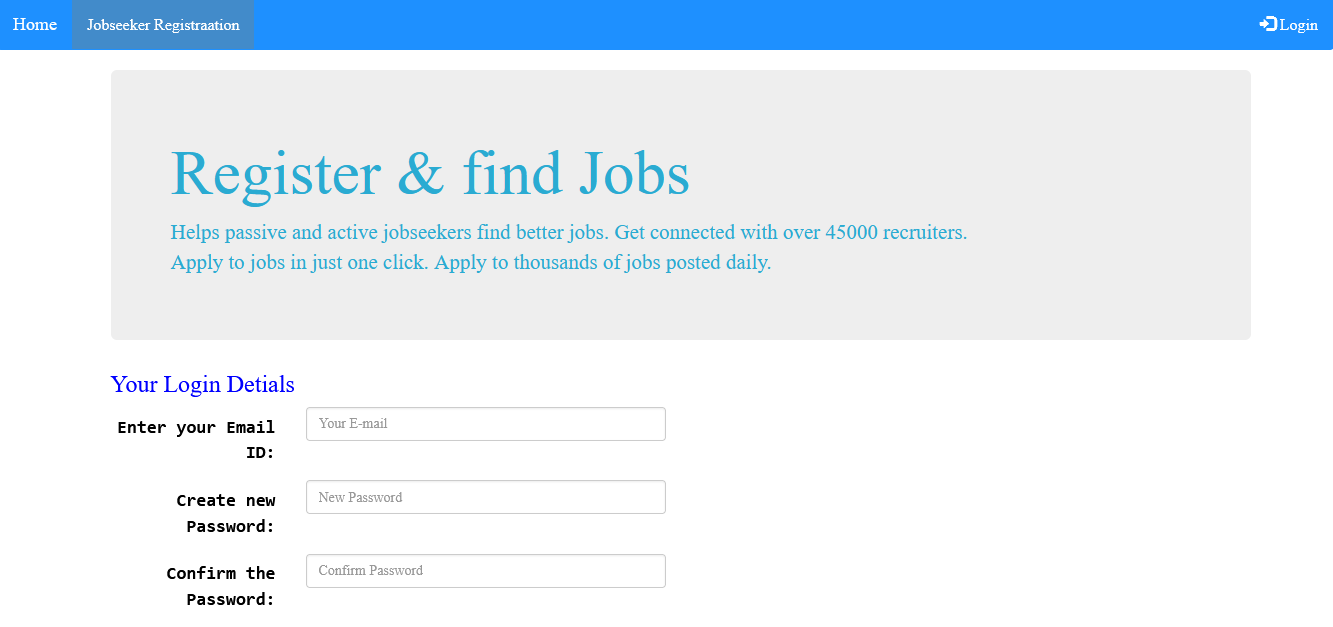 Home Jobseeker Registraation Login
Register & find Jobs
Helps passive and active jobseekers find better jobs. Get connected with over 45000 recruiters.
Apply to jobs in just one click. Apply to thousands of jobs posted daily.
Your Login Detials
Enter your Email
ID:
Your E-mail
Create new
Password:
New Password
Confirm the
Password:
Confirm Password